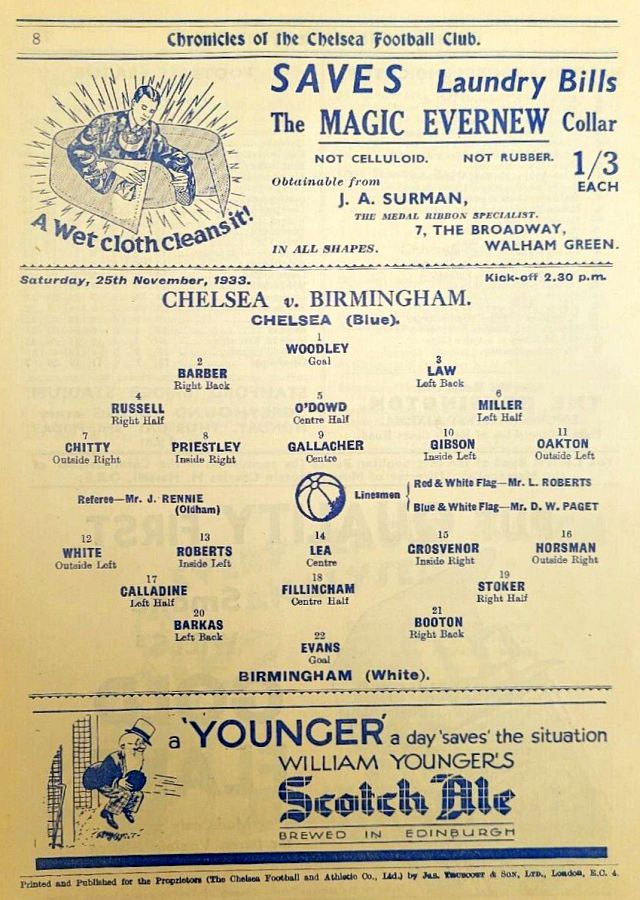 8
Chronicles of the Chelsea Football Club.
SAVES Laundry Bills
The MAGIC EVERNEW Collar
NOT CELLULOID. NOT RUBBER. 1/3
EACH
Obtainable from
J. A. SURMAN,
THE MEDAL RIBBON SPECIALIST.
7, THE BROADWAY,
IN ALL SHAPES. WALHAM GREEN.
A Wet cloth cleans it!
Saturday, 25th November, 1933. Kick-off 2.30 p.m.
CHELSEA v. BIRMINGHAM.
CHELSEA (Blue).
1
WOODLEY
Goal
2 3
BARBER LAW
Right Back Left Back
4 5 6
RUSSELL O'DOWD MILLER
Right Half Centre Half Left Half
7 8 9 10 11
CHITTY PRIESTLEY GALLACHER GIBSON OAKTON
Outside Right Inside Right Centre Inside Left Outside Left
Referee—Mr. J. RENNIE
(Oldham)
Linesmen
Red & White Flag—Mr. L. ROBERTS
Blue & White Flag—Mr. D. W. PAGET
12 13 14 15 16
WHITE ROBERTS LEA GROSVENOR HORSMAN
Outside Left Inside Left Centre Inside Right Outside Right
17 18 19
CALLADINE FILLINGHAM STOKER
Left Half Centre Half Right Half
20 21
BARKAS BOOTON
Left Back Right Back
22
EVANS
Goal
BIRMINGHAM (White).
a 'YOUNGER' a day 'saves' the situation
WILLIAM YOUNGER'S
Scotch Ale
BREWED IN EDINBURGH
Printed and Published for the Proprietors (The Chelsea Football and Athletic Co., Ltd.) by Jas. & SON, LTD., London, E.C. 4.